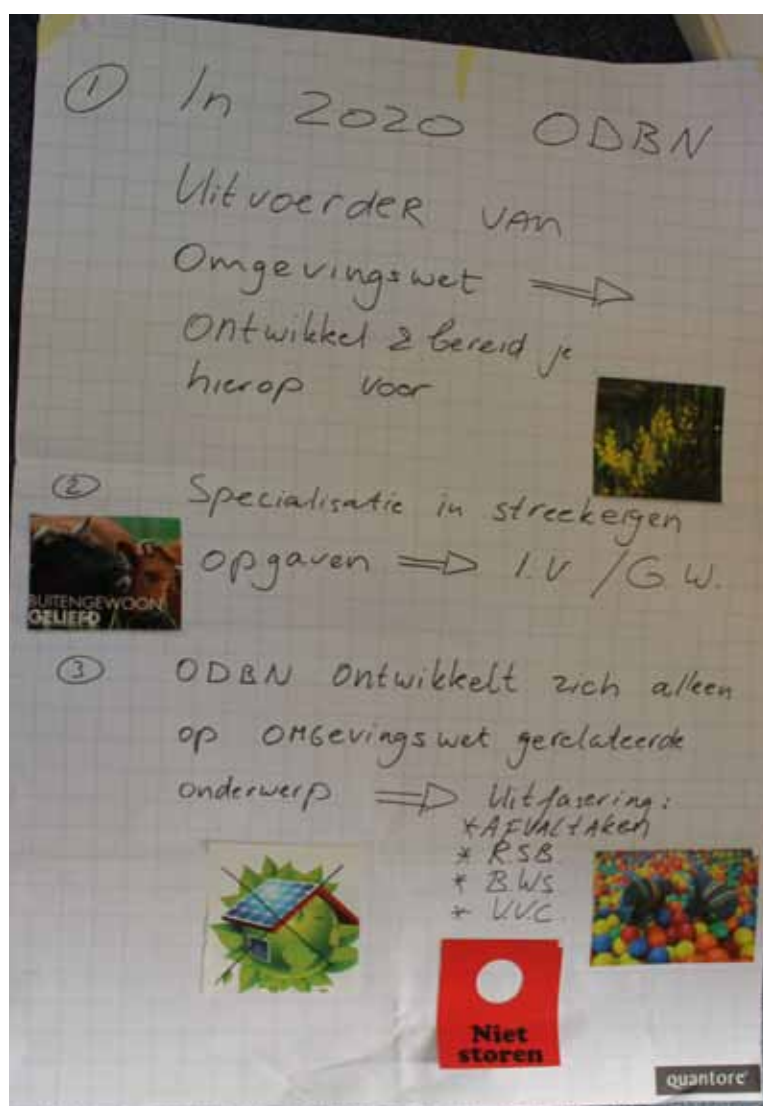 ① In 2020 ODBN
Uitvoerder van
Omgevingswet ⇒
Ontwikkel & bereid je
hierop voor
② Specialisatie in streekeigen
opgaven ⇒ I.V / G.W.
BUITENGEWOON
GELIEFD
③ ODBN ontwikkelt zich alleen
op omgevingswet gerelateerde
onderwerp ⇒ Uitfasering:
* AFVALtAken
* RSB
* BWS
* VVC
Niet
storen
quantore